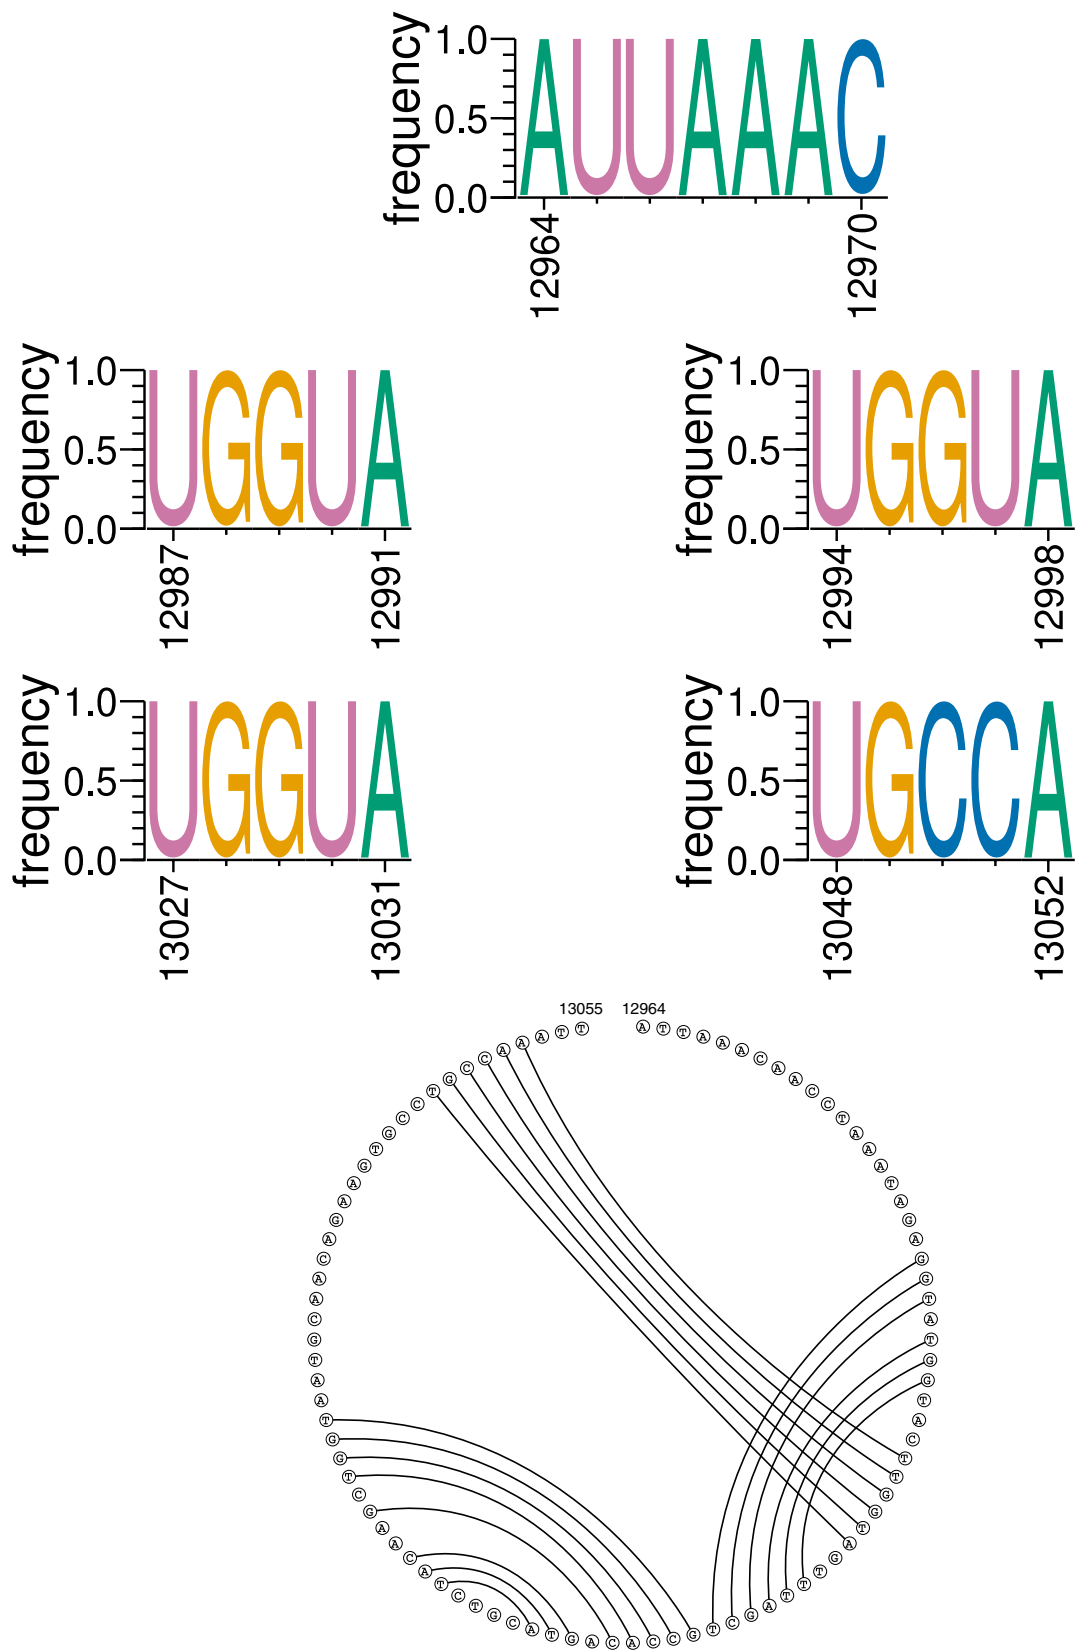 frequency
1.0
0.5
0.0
AUUAAAC
12964
12970
frequency
1.0
0.5
0.0
UGGUA
12987
12991
frequency
1.0
0.5
0.0
UGGUA
12994
12998
frequency
1.0
0.5
0.0
UGGUA
13027
13031
frequency
1.0
0.5
0.0
UGCCA
13048
13052
13055
12964
ATTAAACAACCTAAATAGAGGTATGGTACTTGGTAGTTTAGCTGCCACAGTACGTCTACAAGCTGGTAATGCAACAGAAGTGCCTGCCAAATT